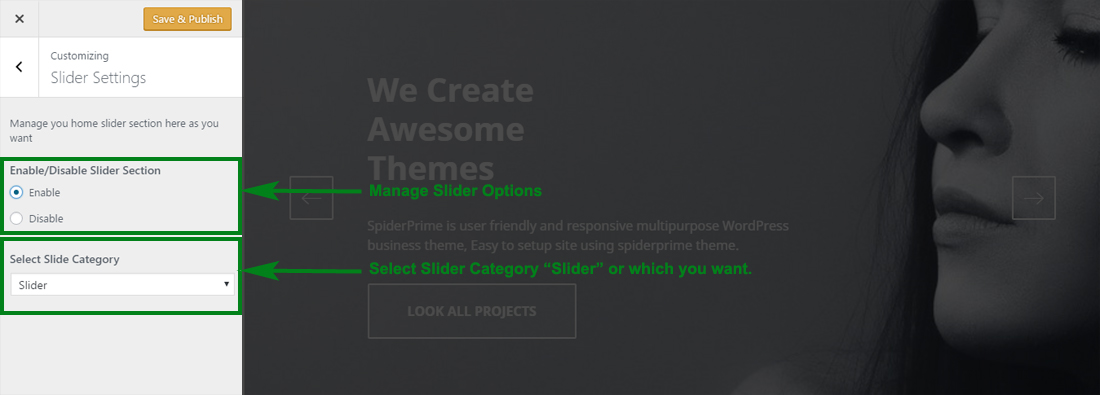 Save & Publish
Customizing
Slider Settings
Manage you home slider section here as you
want
Enable/Disable Slider Section
Enable
Disable
Select Slide Category
Slider
We Create
Awesome
Themes
Manage Slider Options
SpiderPrime is user friendly and responsive multipurpose WordPress
business theme, Easy to setup site using spiderprime theme.
Select Slider Category “Slider” or which you want.
LOOK ALL PROJECTS